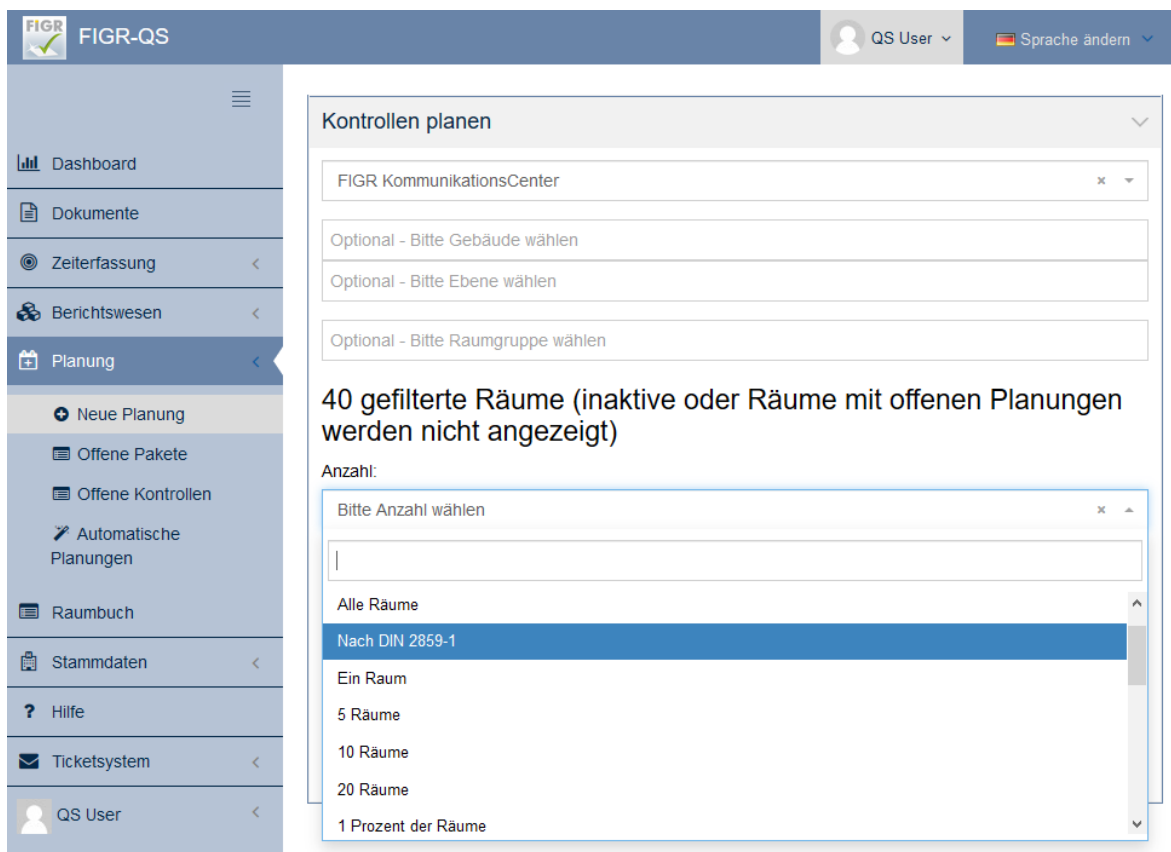 FIGR
FIGR-QS
QS User
Sprache ändern
Dashboard
Dokumente
Zeiterfassung
Berichtswesen
Planung
Neue Planung
Offene Pakete
Offene Kontrollen
Automatische
Planungen
Raumbuch
Stammdaten
? Hilfe
Ticketsystem
QS User
Kontrollen planen
FIGR KommunikationsCenter
Optional - Bitte Gebäude wählen
Optional - Bitte Ebene wählen
Optional - Bitte Raumgruppe wählen
40 gefilterte Räume (inaktive oder Räume mit offenen Planungen
werden nicht angezeigt)
Anzahl:
Bitte Anzahl wählen
Alle Räume
Nach DIN 2859-1
Ein Raum
5 Räume
10 Räume
20 Räume
1 Prozent der Räume